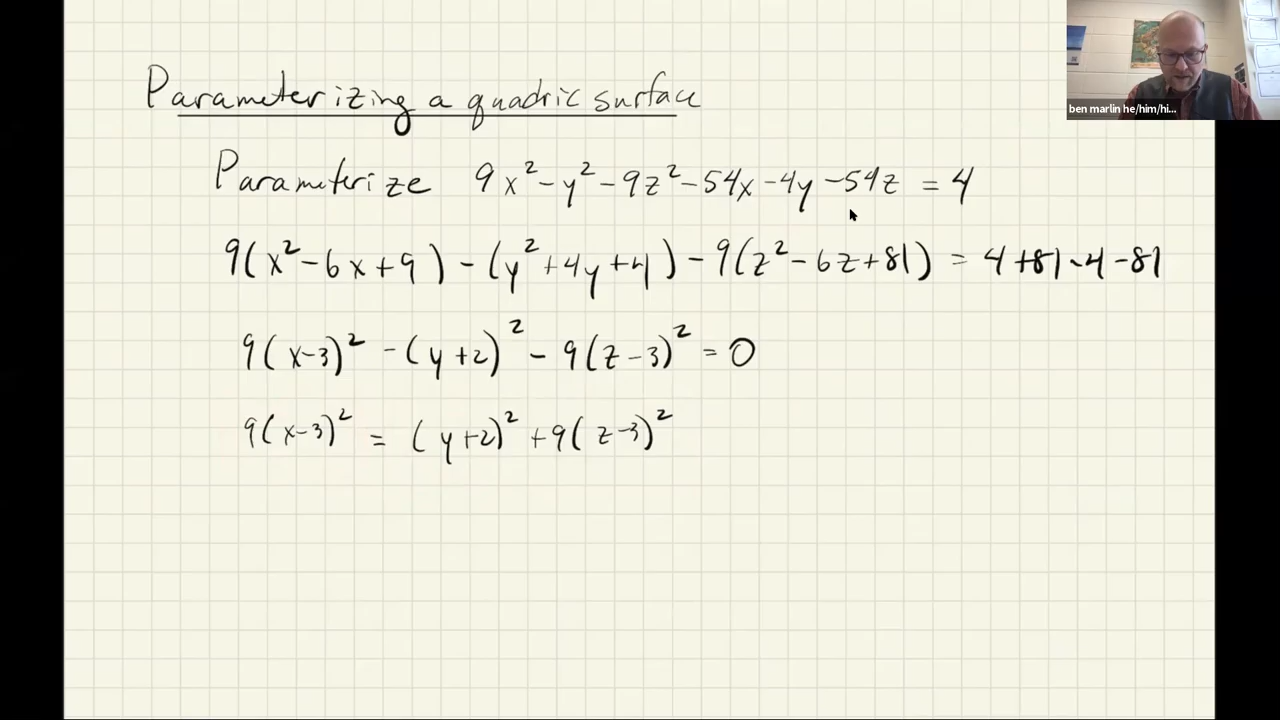 ben marlin he/him/hi...
Parameterizing a quadric surface
Parameterize 9x² - y² - 9z² - 54x - 4y - 54z = 4
9(x² - 6x + 9) - (y² + 4y + 4) - 9(z² - 6z + 81) = 4 + 81 - 4 - 81
9(x-3)² - (y+2)² - 9(z-3)² = 0
9(x-3)² = (y+2)² + 9(z-3)²